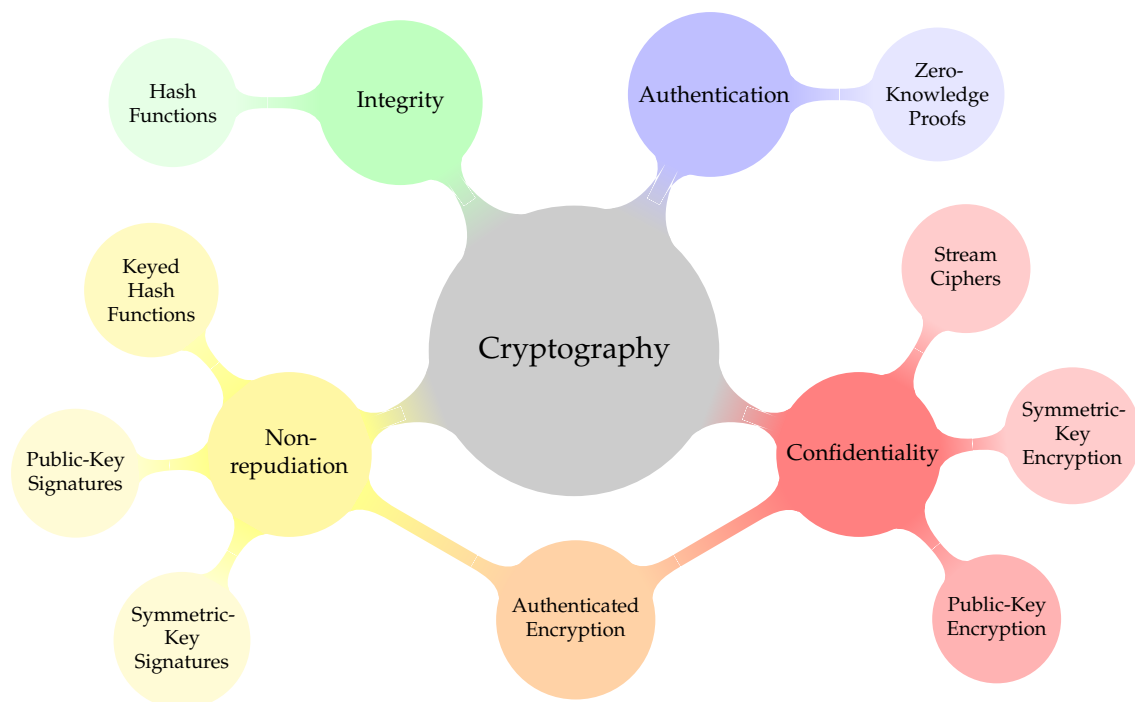 Hash
Functions
Integrity
Authentication
Zero-
Knowledge
Proofs
Keyed
Hash
Functions
Cryptography
Stream
Ciphers
Public-Key
Signatures
Non-
repudiation
Confidentiality
Symmetric-
Key
Encryption
Symmetric-
Key
Signatures
Authenticated
Encryption
Public-Key
Encryption